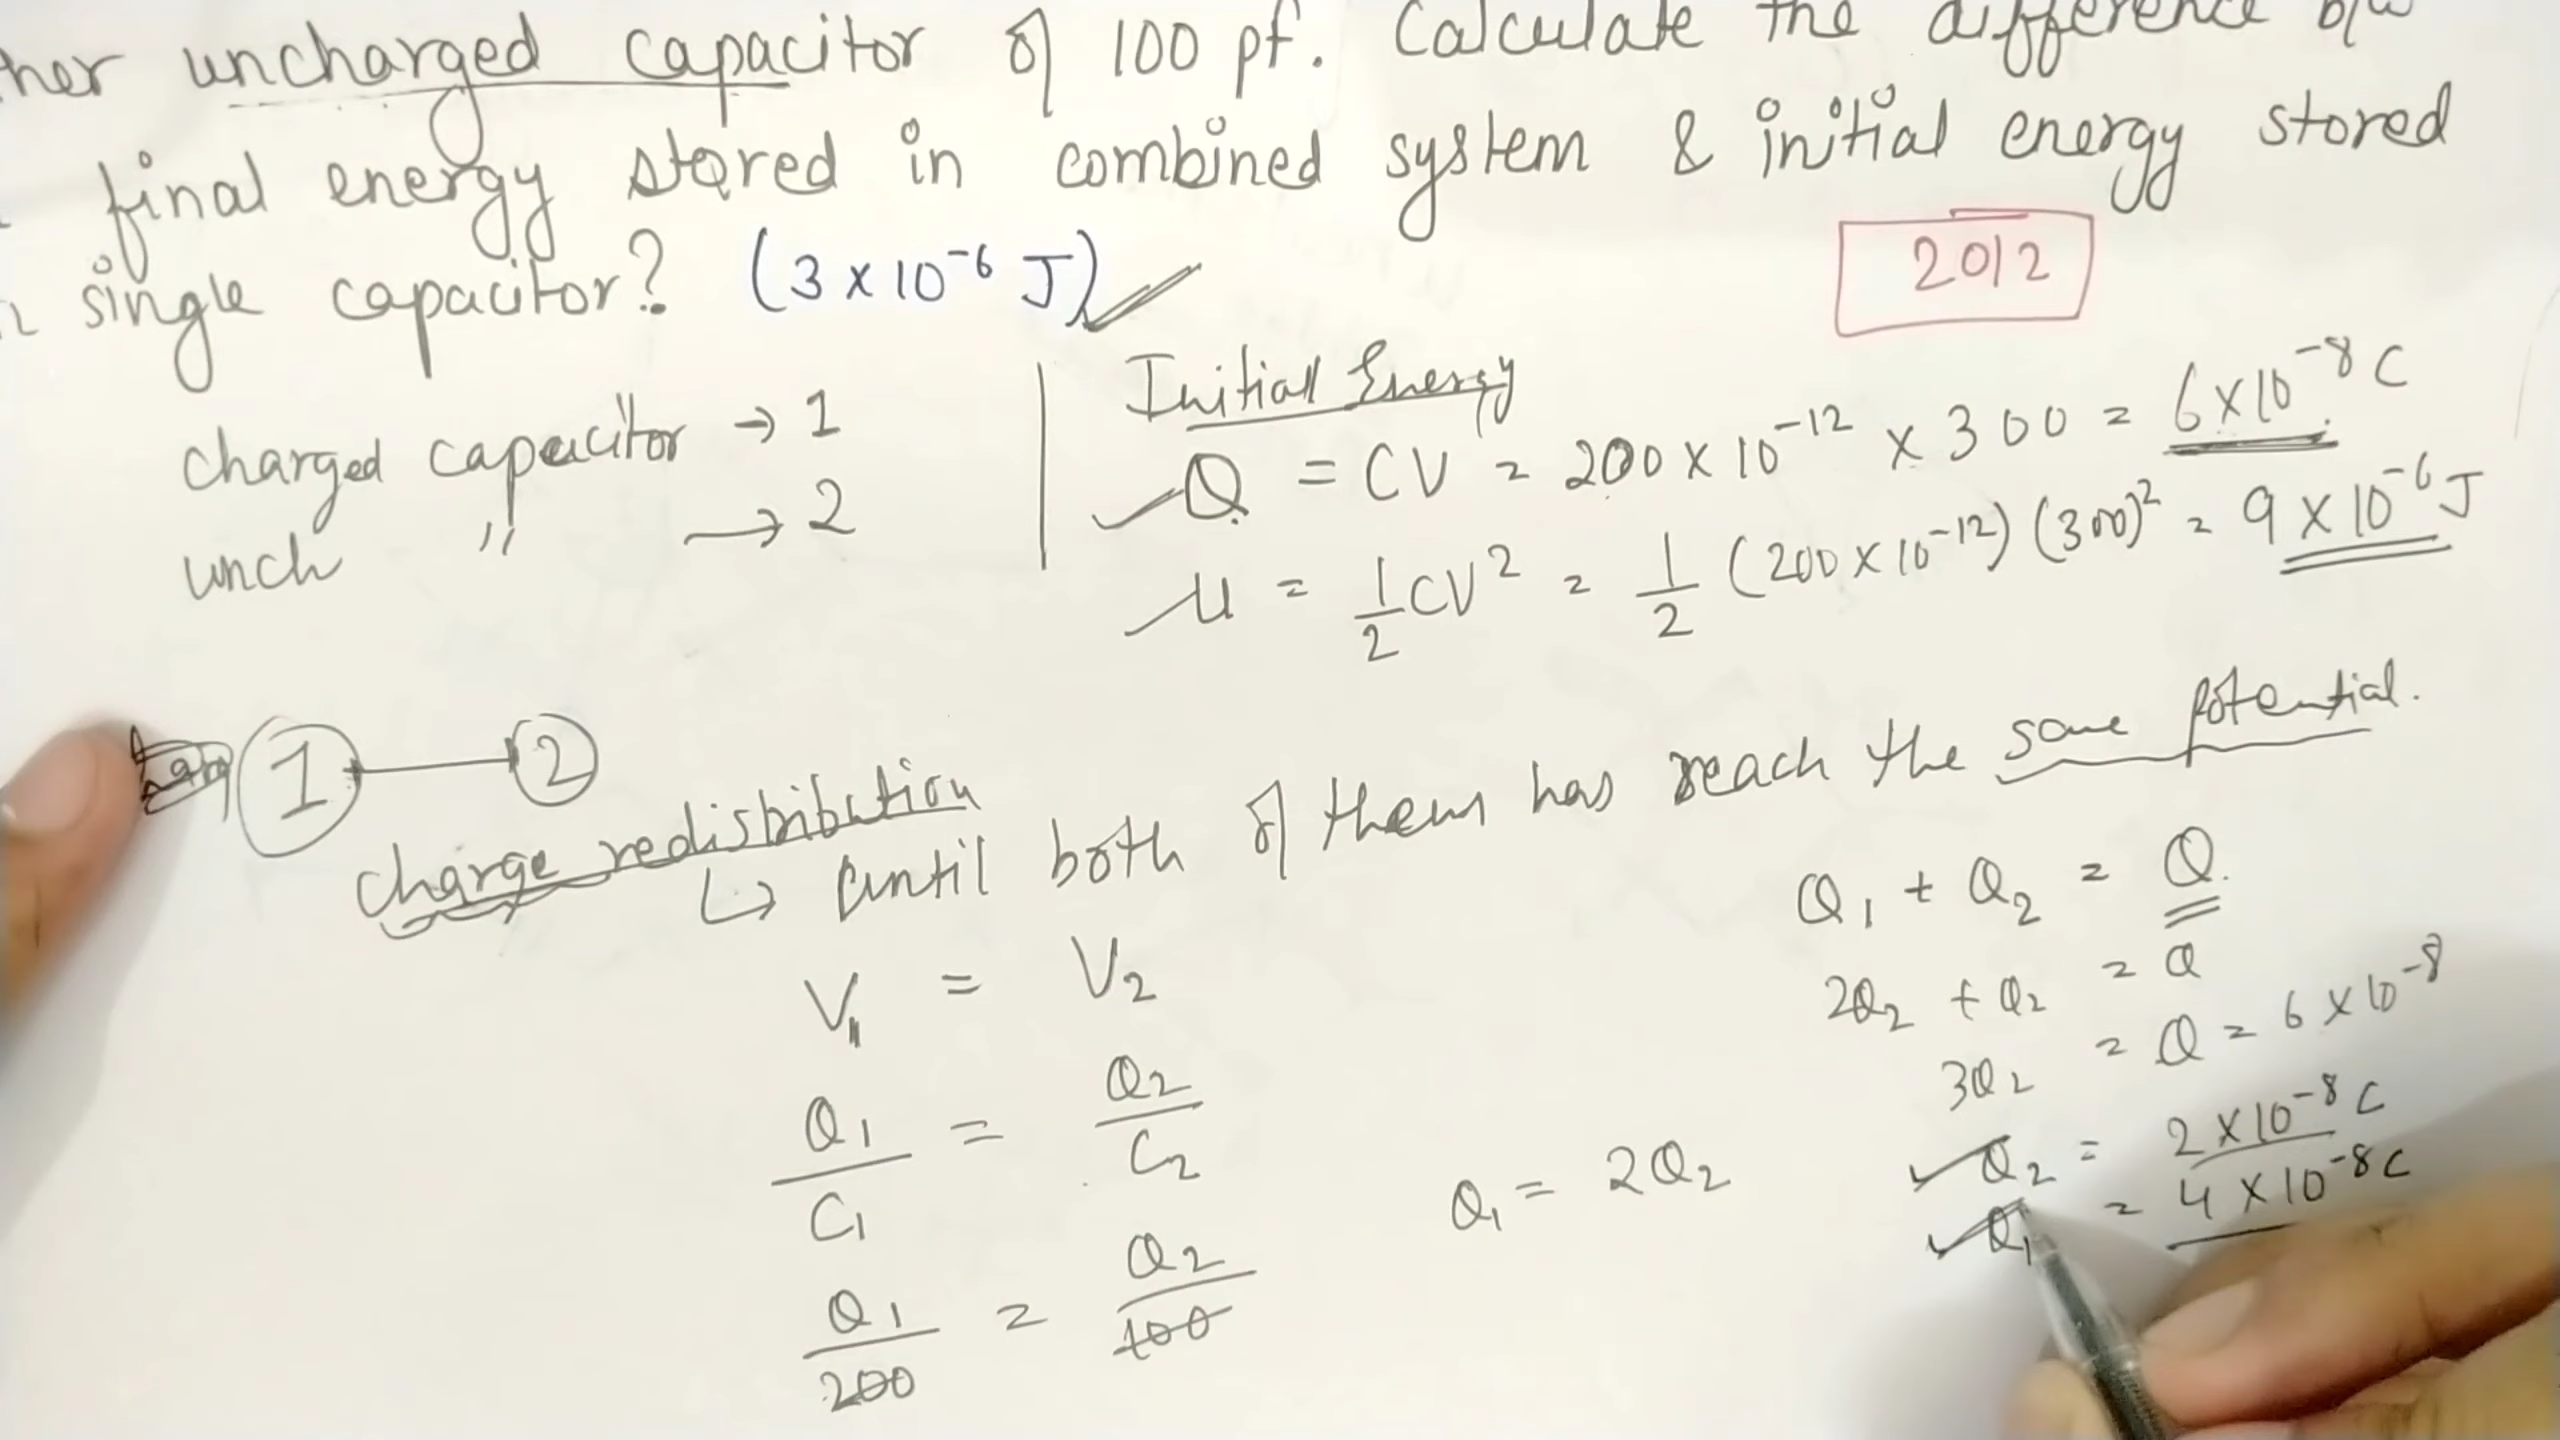 ther uncharged capacitor of 100 pf. Calculate the difference b/w
final energy stored in combined system & initial energy stored
single capacitor? (3 x 10⁻⁶ J)
2012
charged capacitor → 1
unch " → 2
Initial Energy
Q = CV = 200 x 10⁻¹² x 300 = 6x10⁻⁸ C
U = 1/2 CV² = 1/2 (200 x 10⁻¹²) (300)² = 9 x 10⁻⁶ J
1 2
charge redistribution
↳ until both of them has reach the same potential.
V₁ = V₂
Q₁/C₁ = Q₂/C₂
Q₁/200 = Q₂/100
Q₁ = 2Q₂
Q₁ + Q₂ = Q
2Q₂ + Q₂ = Q
3Q₂ = Q = 6 x 10⁻⁸
Q₂ = 2 x 10⁻⁸ C
Q₁ = 4 x 10⁻⁸ C